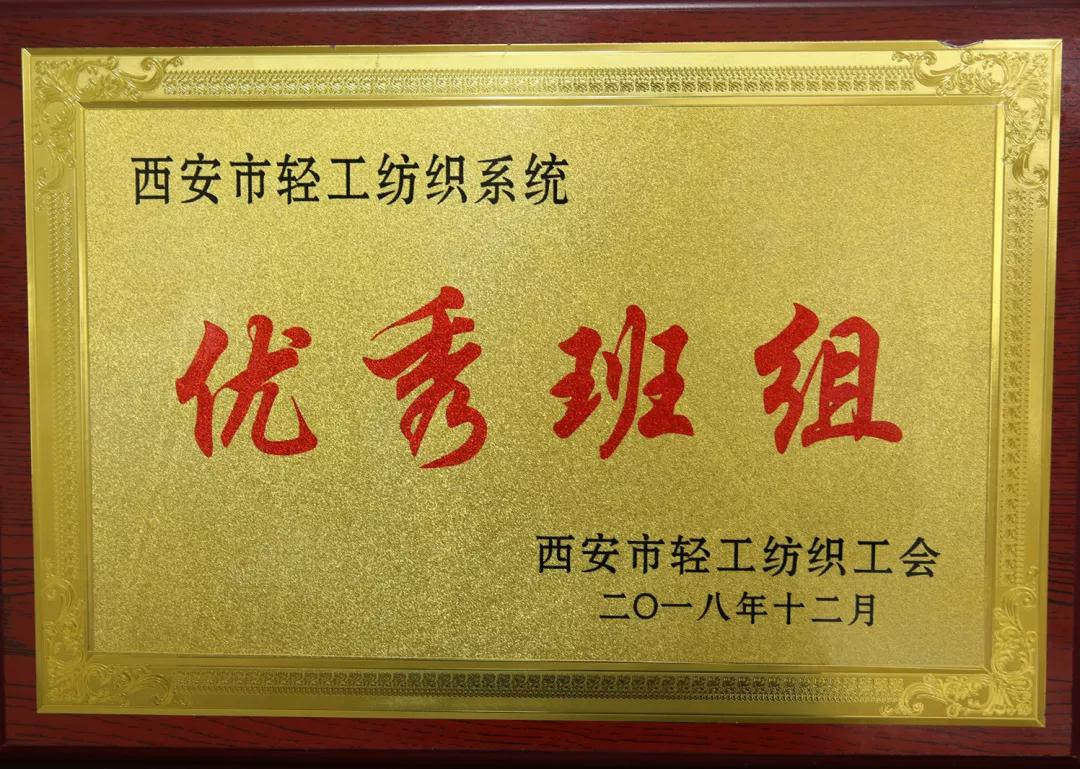 西安市轻工纺织系统
优秀班组
西安市轻工纺织工会
二〇一八年十二月